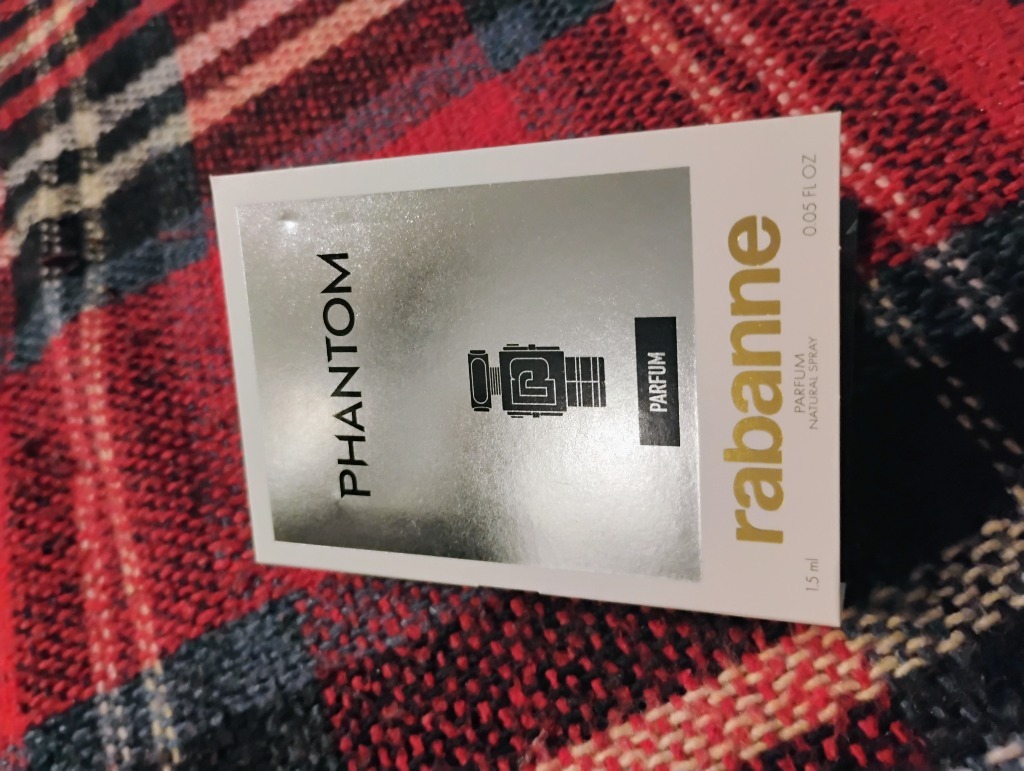 PHANTOM
PARFUM
rabanne
PARFUM
NATURAL SPRAY
1,5 ml
0.05 FL OZ